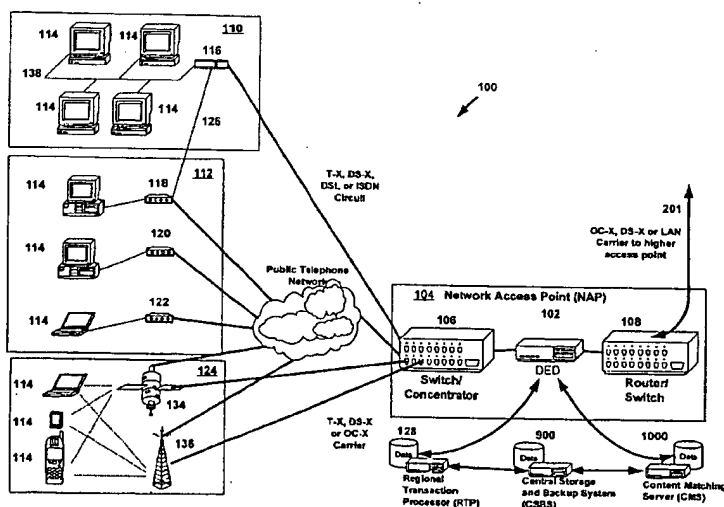 114
114
116
110
138
100
114
114
126
T-X, DS-X,
DSL or ISDN
Circuit
112
114
118
201
OC-X, DS-X or LAN
Carrier to higher
access point
114
120
Public Telephone
Network
104 Network Access Point (NAP)
106
102
108
114
122
Switch/
Concentrator
DED
Router/
Switch
124
114
134
114
136
114
T-X, DS-X
or OC-X
Carrier
128
900
1000
Data
Data
Data
Regional
Transaction
Processor (RTP)
Central Storage
and Backup System
(CSBS)
Content Matching
Server (CMS)